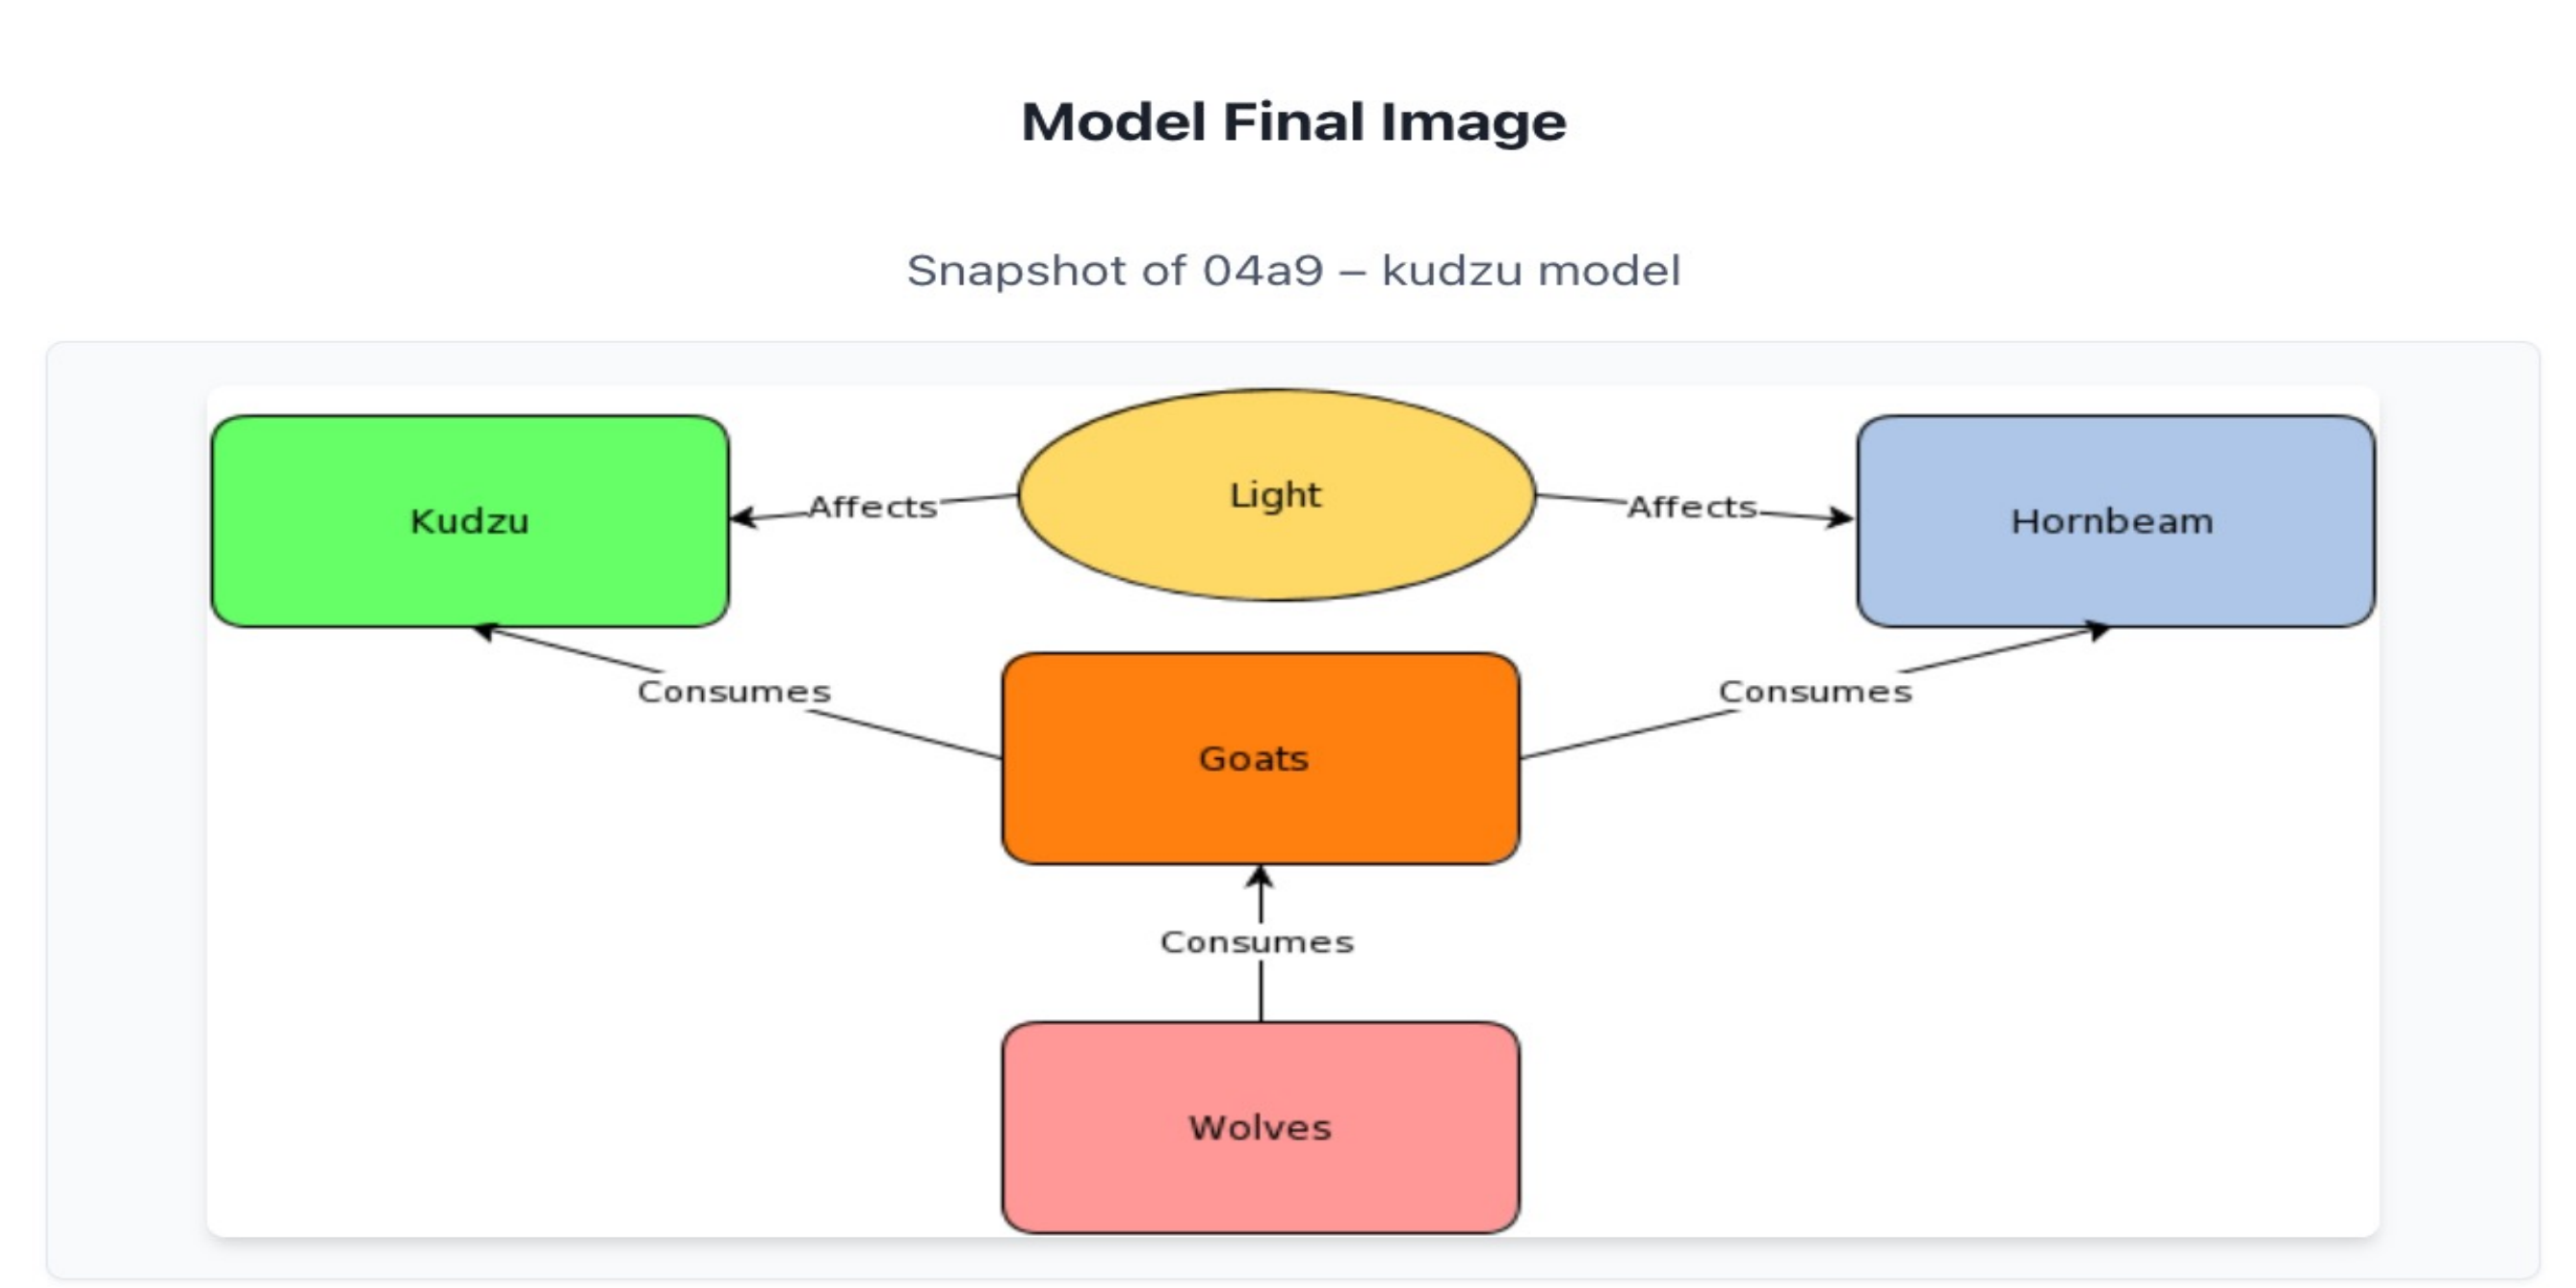 Model Final Image
Snapshot of 04a9 – kudzu model
Kudzu
Affects
Light
Affects
Hornbeam
Consumes
Goats
Consumes
Consumes
Wolves